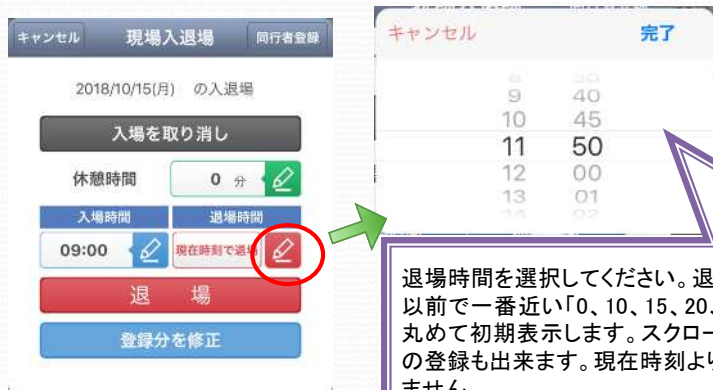 キャンセル
現場入退場
同行者登録
2018/10/15(月) の入退場
入場を取り消し
休憩時間
0 分
入場時間
退場時間
09:00
現在時刻で退場
退 場
登録分を修正
キャンセル
完了
9 40
10 45
11 50
12 00
13 01
退場時間を選択してください。退
以前で一番近い「0、10、15、20、
丸めて初期表示します。スクロー
の登録も出来ます。現在時刻より
ません